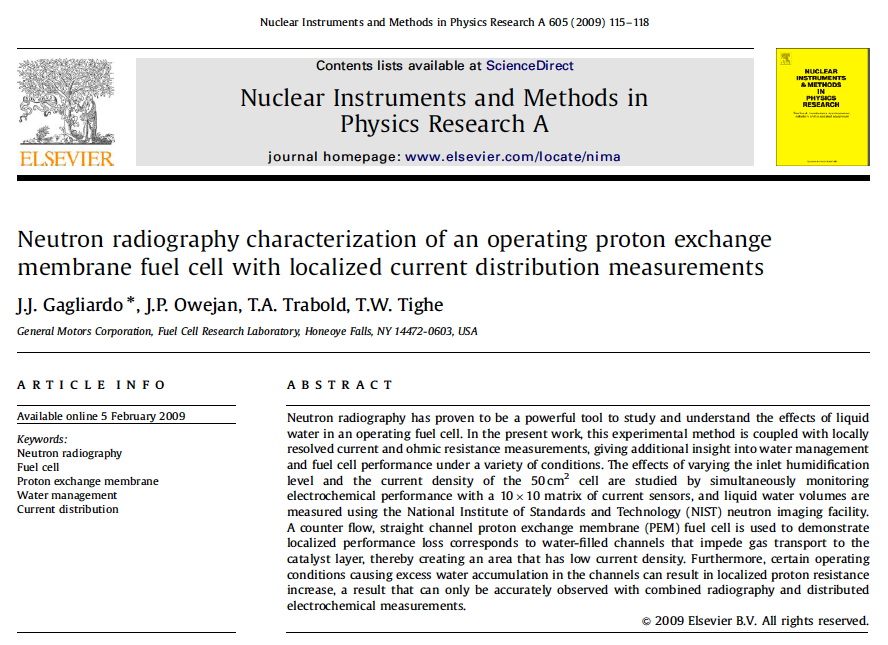 Nuclear Instruments and Methods in Physics Research A 605 (2009) 115–118
Contents lists available at ScienceDirect
Nuclear Instruments and Methods in
Physics Research A
journal homepage: www.elsevier.com/locate/nima
ELSEVIER
NUCLEAR
INSTRUMENTS
& METHODS
IN
PHYSICS
RESEARCH
Neutron radiography characterization of an operating proton exchange
membrane fuel cell with localized current distribution measurements
J.J. Gagliardo *, J.P. Owejan, T.A. Trabold, T.W. Tighe
General Motors Corporation, Fuel Cell Research Laboratory, Honeoye Falls, NY 14472-0603, USA
ARTICLE INFO
Available online 5 February 2009
Keywords:
Neutron radiography
Fuel cell
Proton exchange membrane
Water management
Current distribution
ABSTRACT
Neutron radiography has proven to be a powerful tool to study and understand the effects of liquid
water in an operating fuel cell. In the present work, this experimental method is coupled with locally
resolved current and ohmic resistance measurements, giving additional insight into water management
and fuel cell performance under a variety of conditions. The effects of varying the inlet humidification
level and the current density of the 50 cm² cell are studied by simultaneously monitoring
electrochemical performance with a 10 × 10 matrix of current sensors, and liquid water volumes are
measured using the National Institute of Standards and Technology (NIST) neutron imaging facility.
A counter flow, straight channel proton exchange membrane (PEM) fuel cell is used to demonstrate
localized performance loss corresponds to water-filled channels that impede gas transport to the
catalyst layer, thereby creating an area that has low current density. Furthermore, certain operating
conditions causing excess water accumulation in the channels can result in localized proton resistance
increase, a result that can only be accurately observed with combined radiography and distributed
electrochemical measurements.
© 2009 Elsevier B.V. All rights reserved.